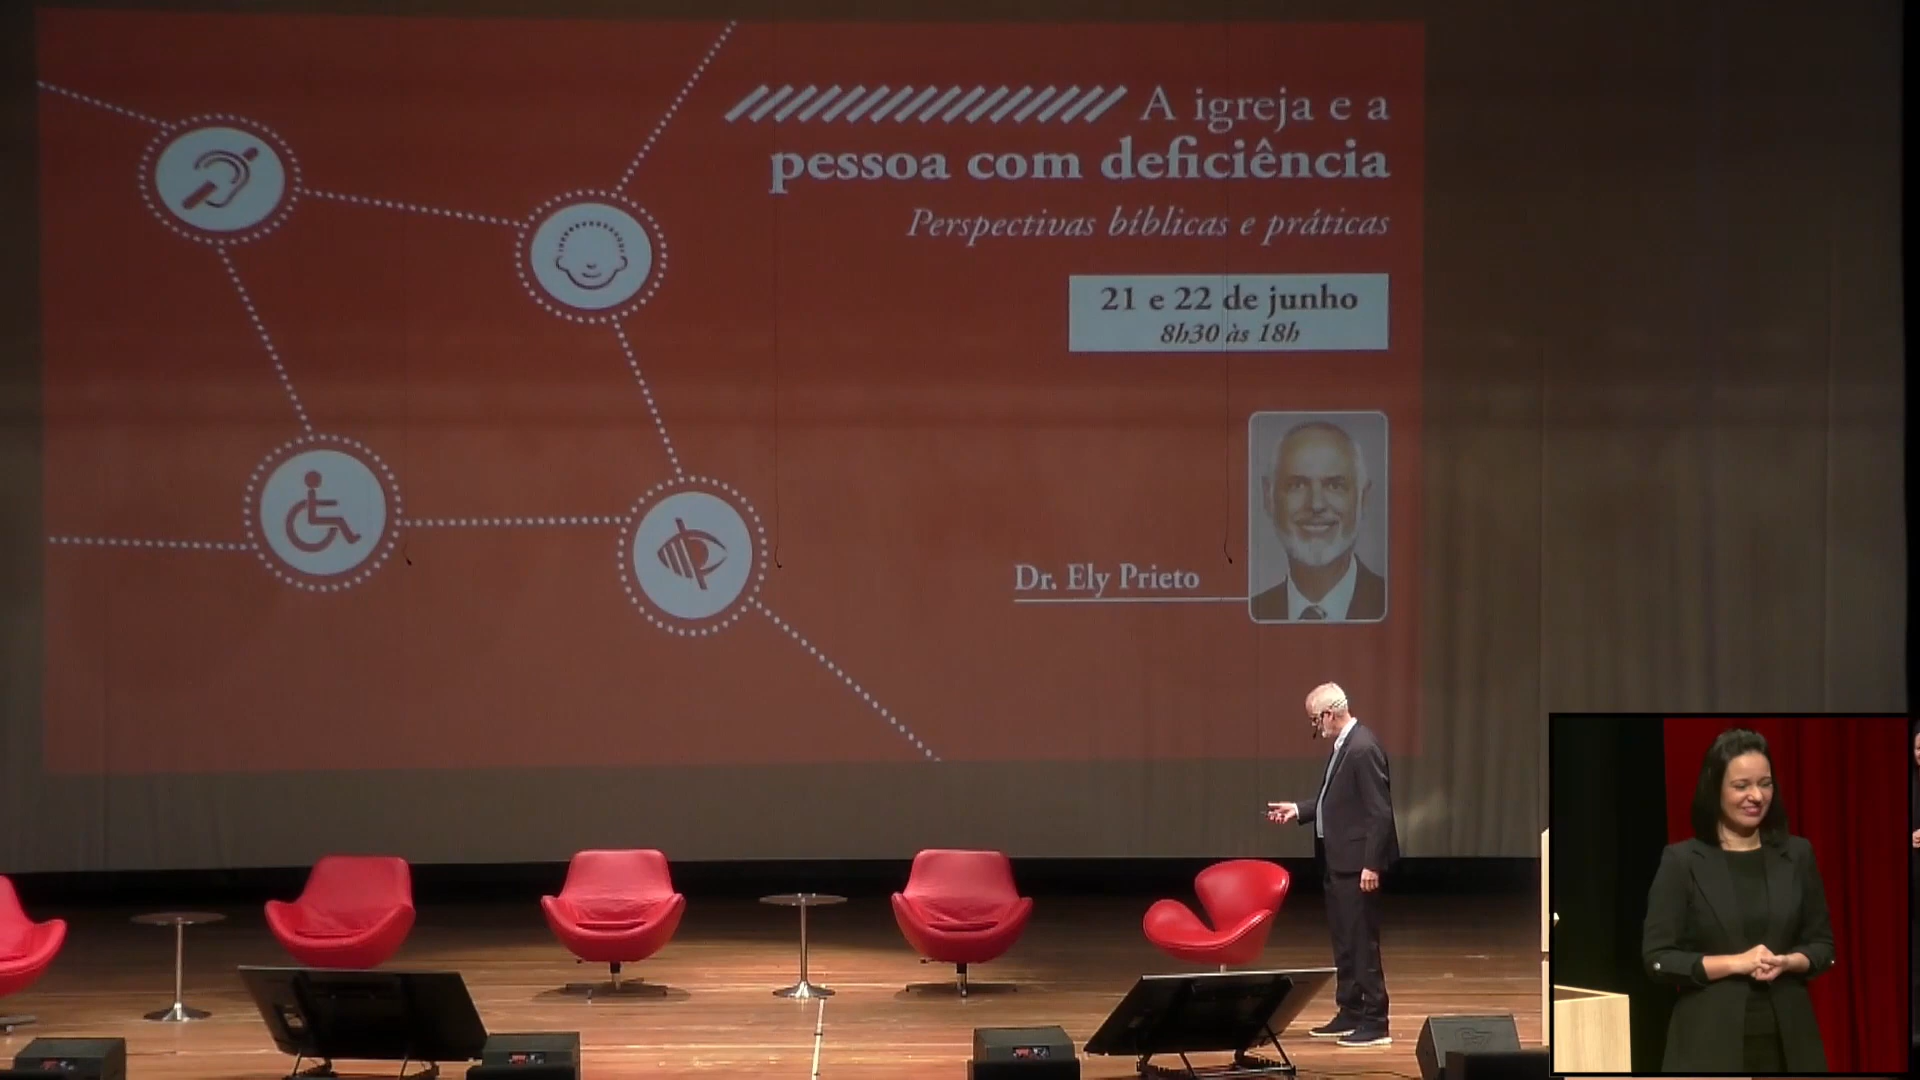 A igreja e a
pessoa com deficiência
Perspectivas bíblicas e práticas
21 e 22 de junho
8h30 às 18h
Dr. Ely Prieto